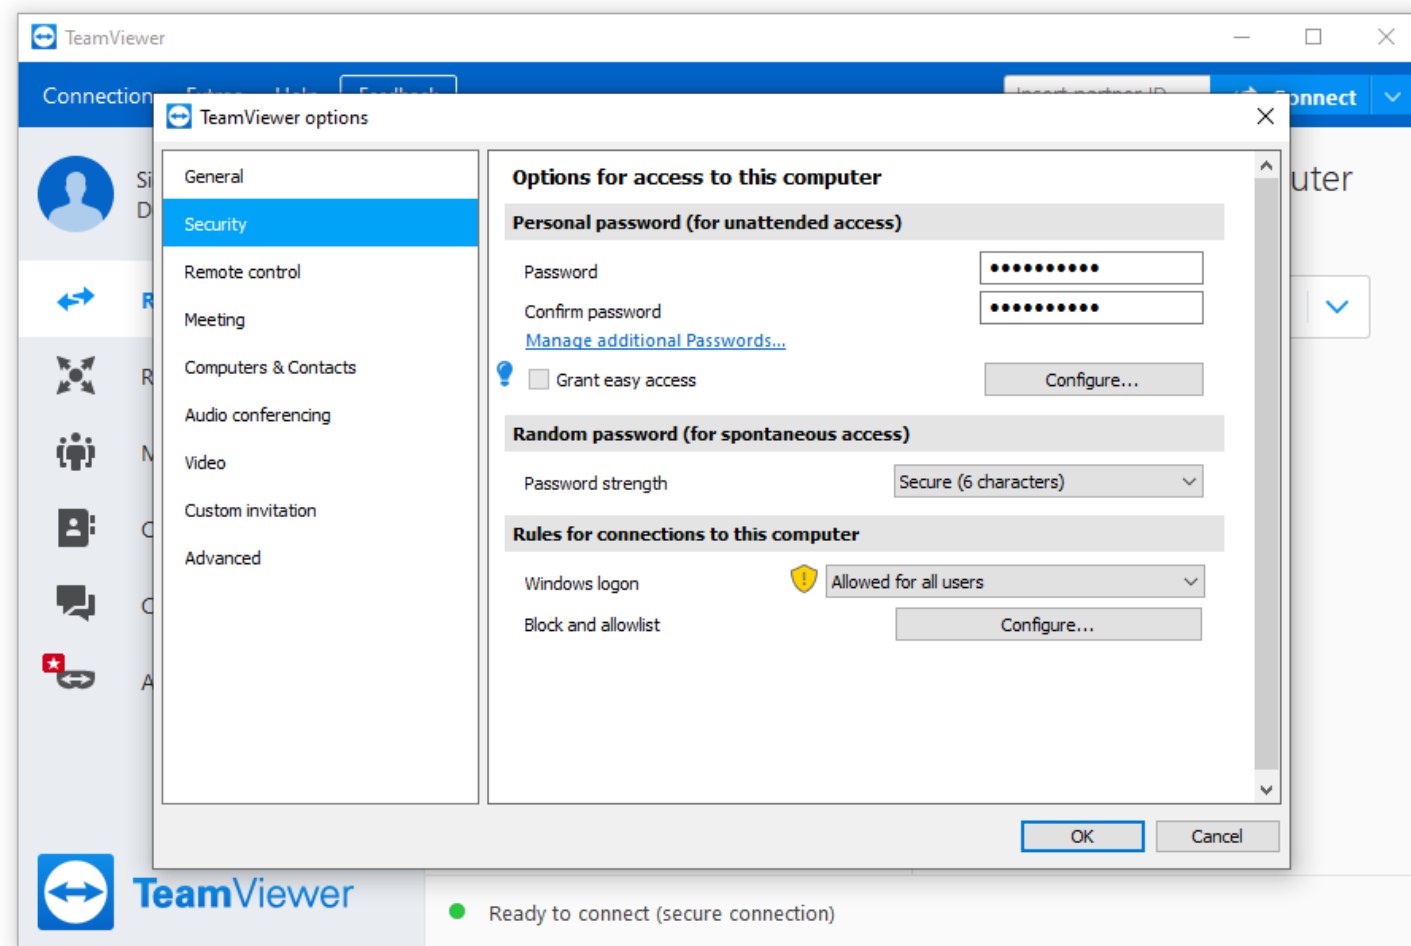 TeamViewer
Connection
TeamViewer options
Connect
General
Security
Remote control
Meeting
Computers & Contacts
Audio conferencing
Video
Custom invitation
Advanced
Options for access to this computer
Personal password (for unattended access)
Password
Confirm password
Manage additional Passwords...
Grant easy access
Configure...
Random password (for spontaneous access)
Password strength
Secure (6 characters)
Rules for connections to this computer
Windows logon
Allowed for all users
Block and allowlist
Configure...
OK
Cancel
TeamViewer
Ready to connect (secure connection)